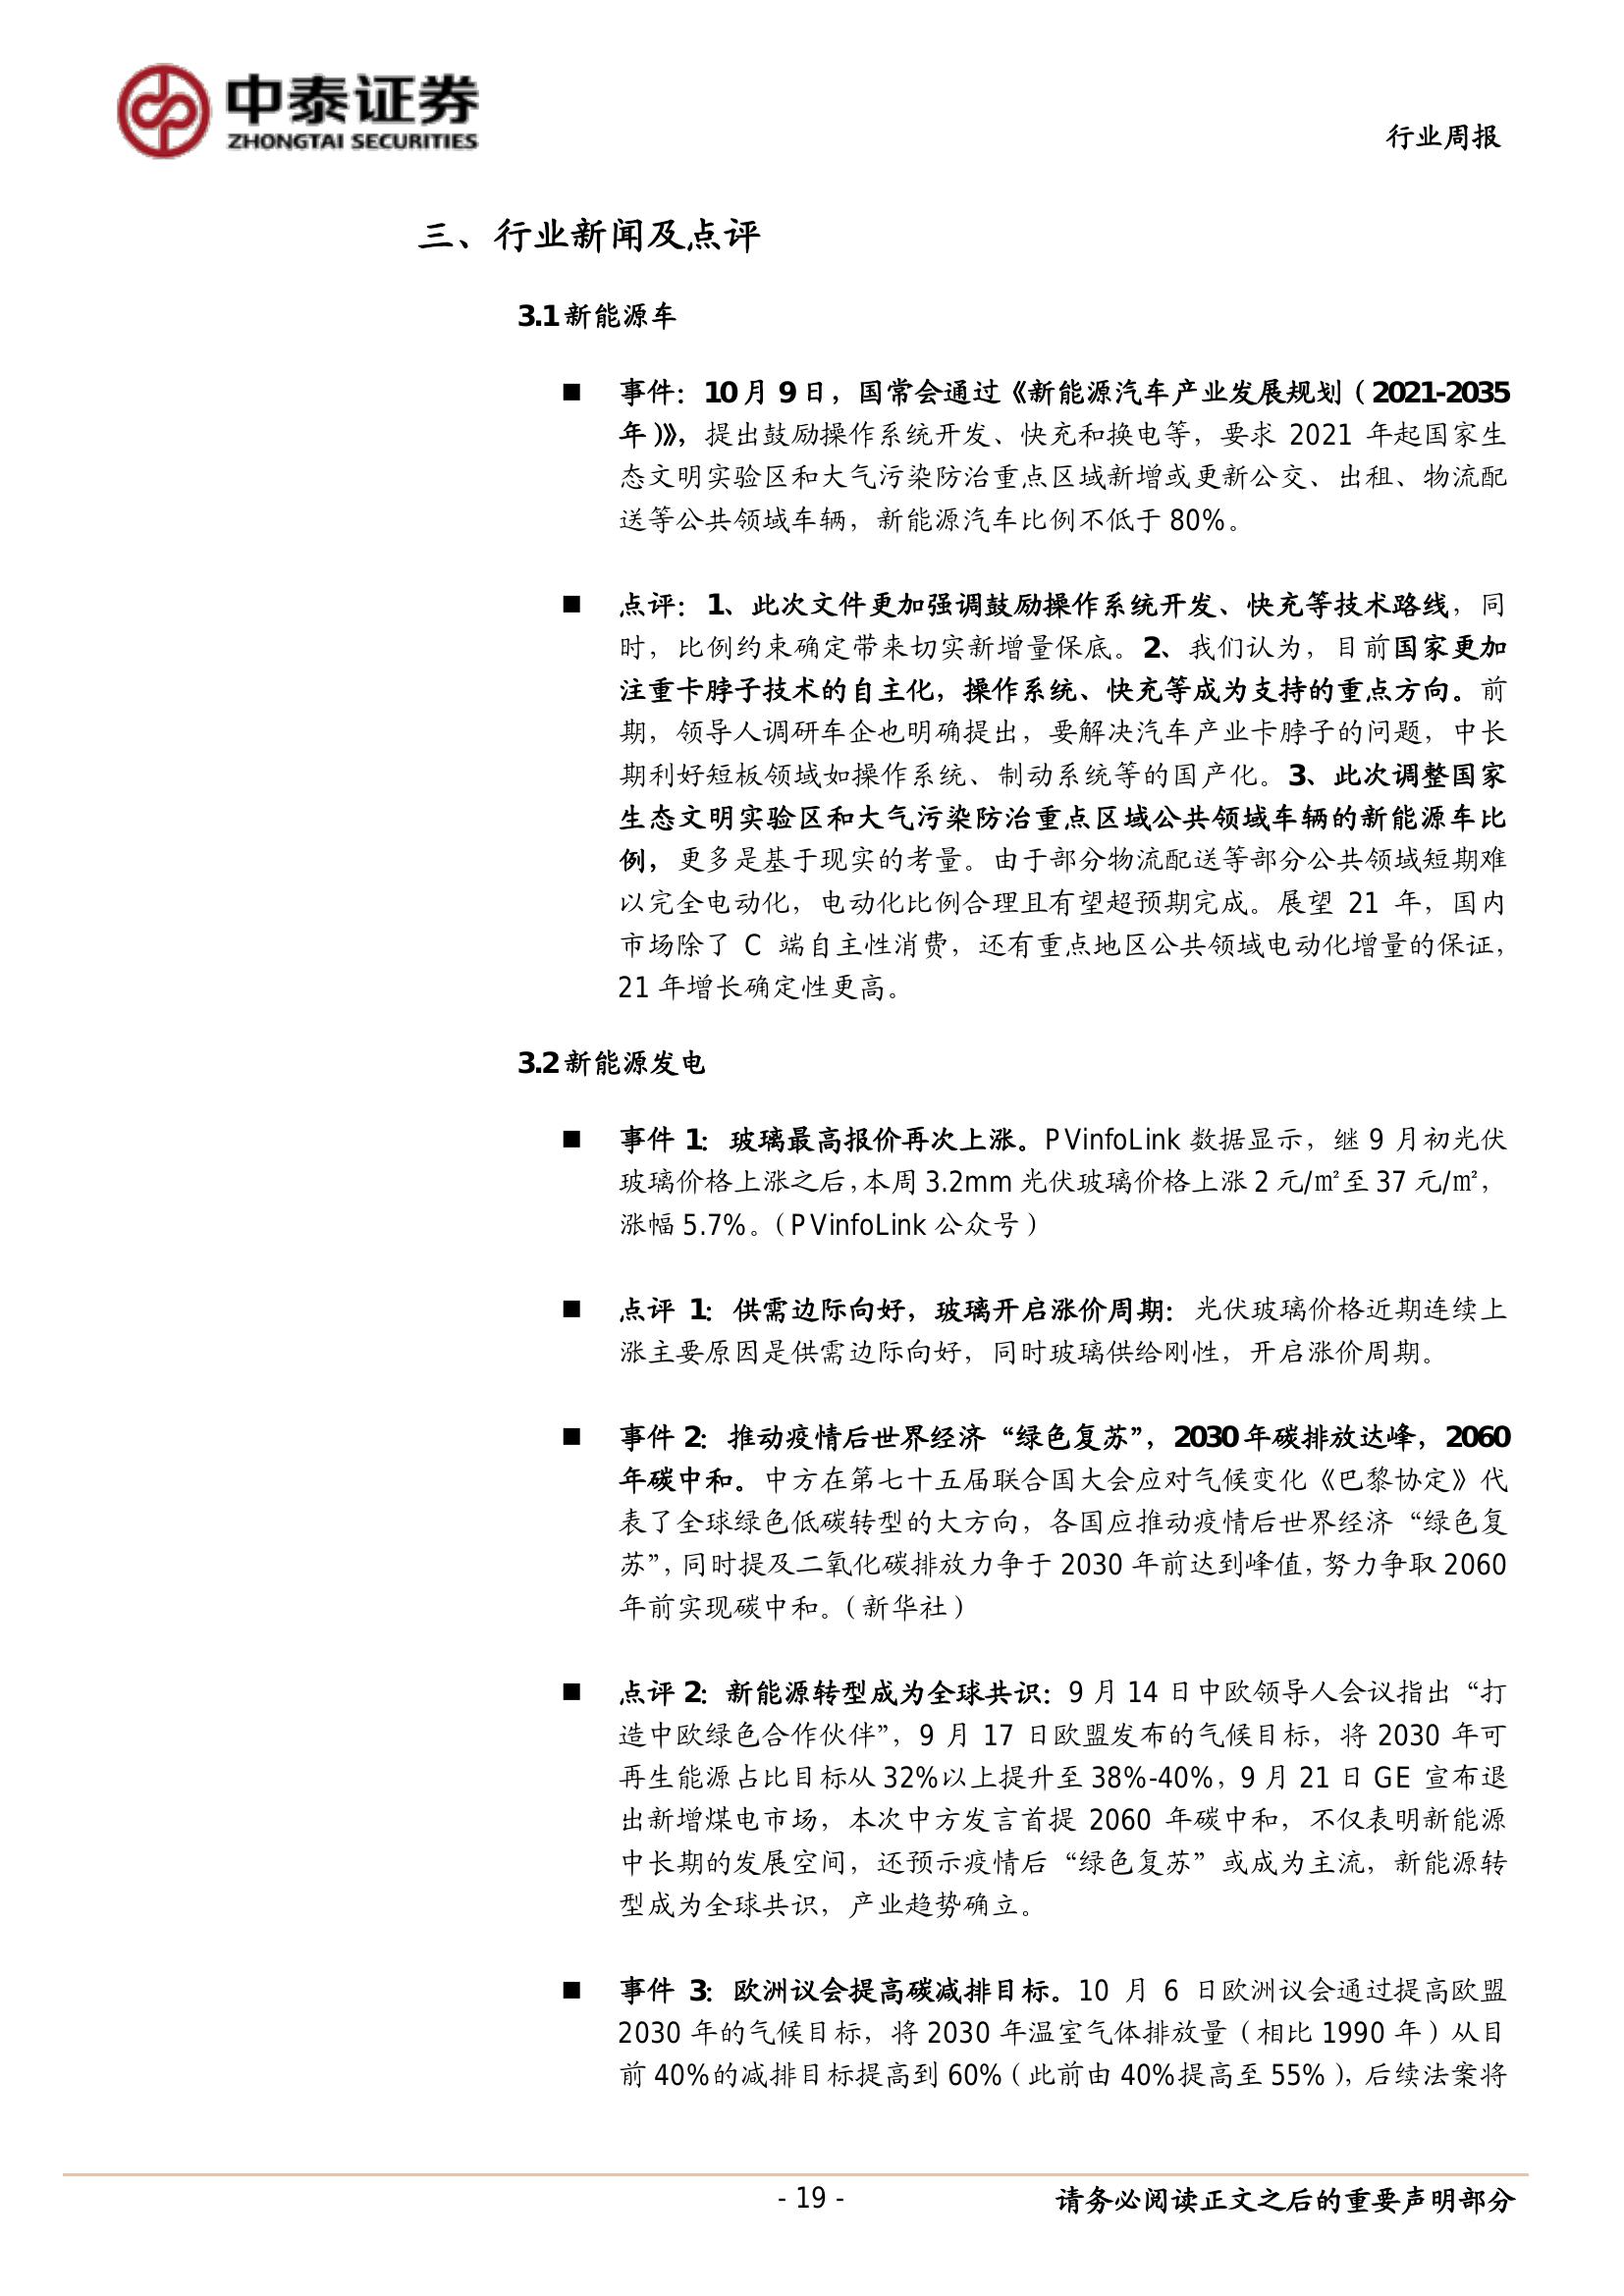 中泰证券
ZHONGTAI SECURITIES
行业周报
三、行业新闻及点评
3.1 新能源车
■ 事件：10 月 9 日，国常会通过《新能源汽车产业发展规划（2021-2035
年）》，提出鼓励操作系统开发、快充和换电等，要求 2021 年起国家生
态文明实验区和大气污染防治重点区域新增或更新公交、出租、物流配
送等公共领域车辆，新能源汽车比例不低于 80%。
■ 点评：1、此次文件更加强调鼓励操作系统开发、快充等技术路线，同
时，比例约束确定带来切实新增量保底。2、我们认为，目前国家更加
注重卡脖子技术的自主化，操作系统、快充等成为支持的重点方向。前
期，领导人调研车企也明确提出，要解决汽车产业卡脖子的问题，中长
期利好短板领域如操作系统、制动系统等的国产化。3、此次调整国家
生态文明实验区和大气污染防治重点区域公共领域车辆的新能源车比
例，更多是基于现实的考量。由于部分物流配送等部分公共领域短期难
以完全电动化，电动化比例合理且有望超预期完成。展望 21 年，国内
市场除了 C 端自主性消费，还有重点地区公共领域电动化增量的保证，
21 年增长确定性更高。
3.2 新能源发电
■ 事件 1：玻璃最高报价再次上涨。PVinfoLink 数据显示，继 9 月初光伏
玻璃价格上涨之后，本周 3.2mm 光伏玻璃价格上涨 2 元/㎡至 37 元/㎡，
涨幅 5.7%。（PVinfoLink 公众号）
■ 点评 1：供需边际向好，玻璃开启涨价周期：光伏玻璃价格近期连续上
涨主要原因是供需边际向好，同时玻璃供给刚性，开启涨价周期。
■ 事件 2：推动疫情后世界经济“绿色复苏”，2030 年碳排放达峰，2060
年碳中和。中方在第七十五届联合国大会应对气候变化《巴黎协定》代
表了全球绿色低碳转型的大方向，各国应推动疫情后世界经济“绿色复
苏”，同时提及二氧化碳排放力争于 2030 年前达到峰值，努力争取 2060
年前实现碳中和。（新华社）
■ 点评 2：新能源转型成为全球共识：9 月 14 日中欧领导人会议指出“打
造中欧绿色合作伙伴”，9 月 17 日欧盟发布的气候目标，将 2030 年可
再生能源占比目标从 32%以上提升至 38%-40%，9 月 21 日 GE 宣布退
出新增煤电市场，本次中方发言首提 2060 年碳中和，不仅表明新能源
中长期的发展空间，还预示疫情后“绿色复苏”或成为主流，新能源转
型成为全球共识，产业趋势确立。
■ 事件 3：欧洲议会提高碳减排目标。10 月 6 日欧洲议会通过提高欧盟
2030 年的气候目标，将 2030 年温室气体排放量（相比 1990 年）从目
前 40%的减排目标提高到 60%（此前由 40%提高至 55%），后续法案将
- 19 -
请务必阅读正文之后的重要声明部分